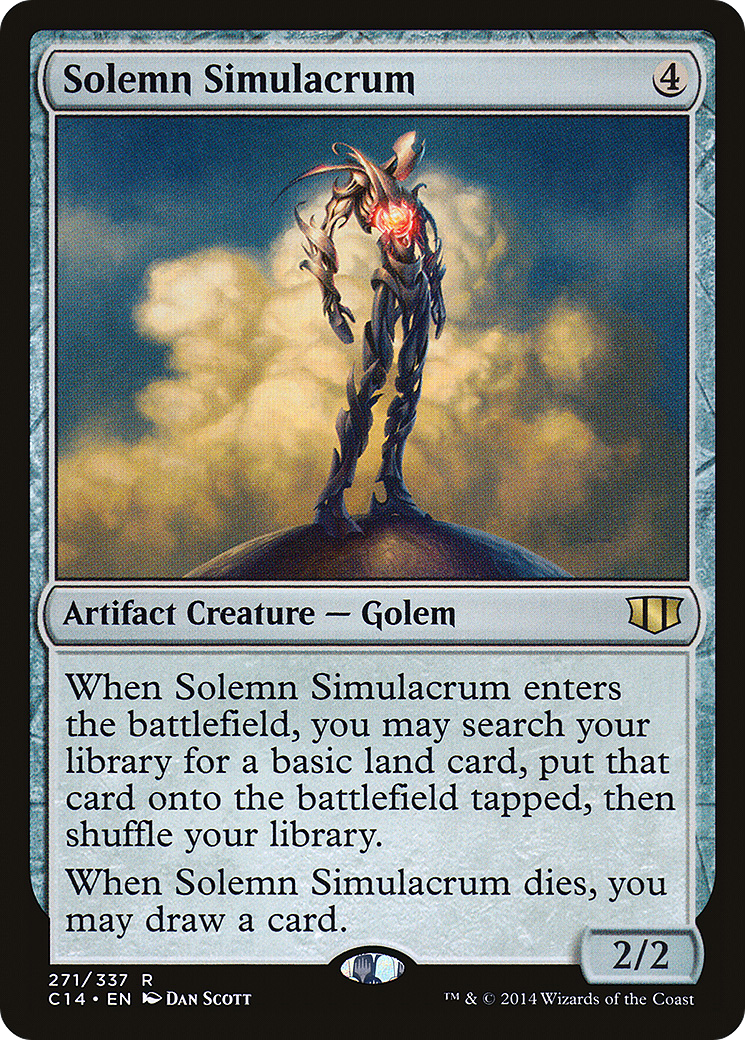 Solemn Simulacrum 4
Artifact Creature — Golem
When Solemn Simulacrum enters
the battlefield, you may search your
library for a basic land card, put that
card onto the battlefield tapped, then
shuffle your library.
When Solemn Simulacrum dies, you
may draw a card.
2/2
271/337 R
C14 • EN Dan Scott
™ & © 2014 Wizards of the Coast